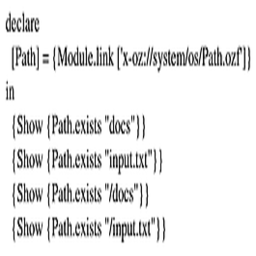 declare
[Path] = {Module.link ['x-oz://system/os/Path.ozf']}
in
{Show {Path.exists "docs"}}
{Show {Path.exists "input.txt"}}
{Show {Path.exists "/docs"}}
{Show {Path.exists "/input.txt"}}